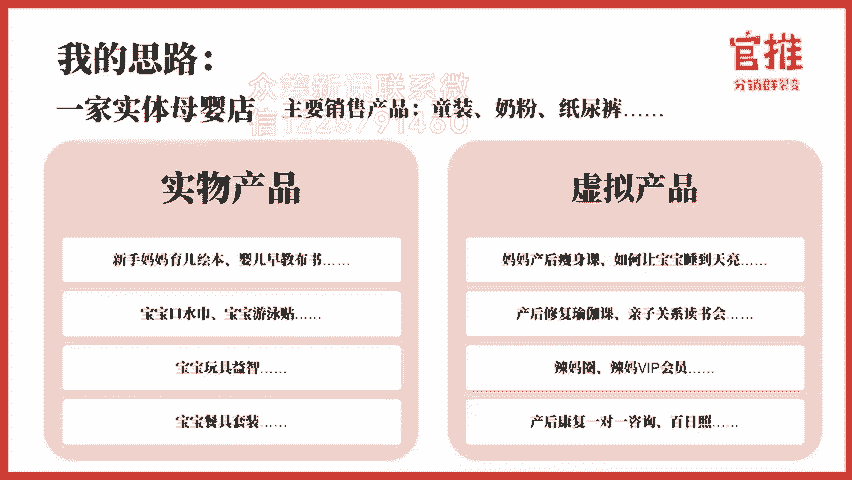 我的思路：
官推
分销群裂变
众筹新课联系微
一家实体母婴店 主要销售产品：童装、奶粉、纸尿裤……
实物产品
新手妈妈育儿绘本、婴儿早教布书……
宝宝口水巾、宝宝游泳贴……
宝宝玩具益智……
宝宝餐具套装……
虚拟产品
妈妈产后瘦身课、如何让宝宝睡到天亮……
产后修复瑜伽课、亲子关系读书会……
辣妈圈、辣妈VIP会员……
产后康复一对一咨询、百日照……